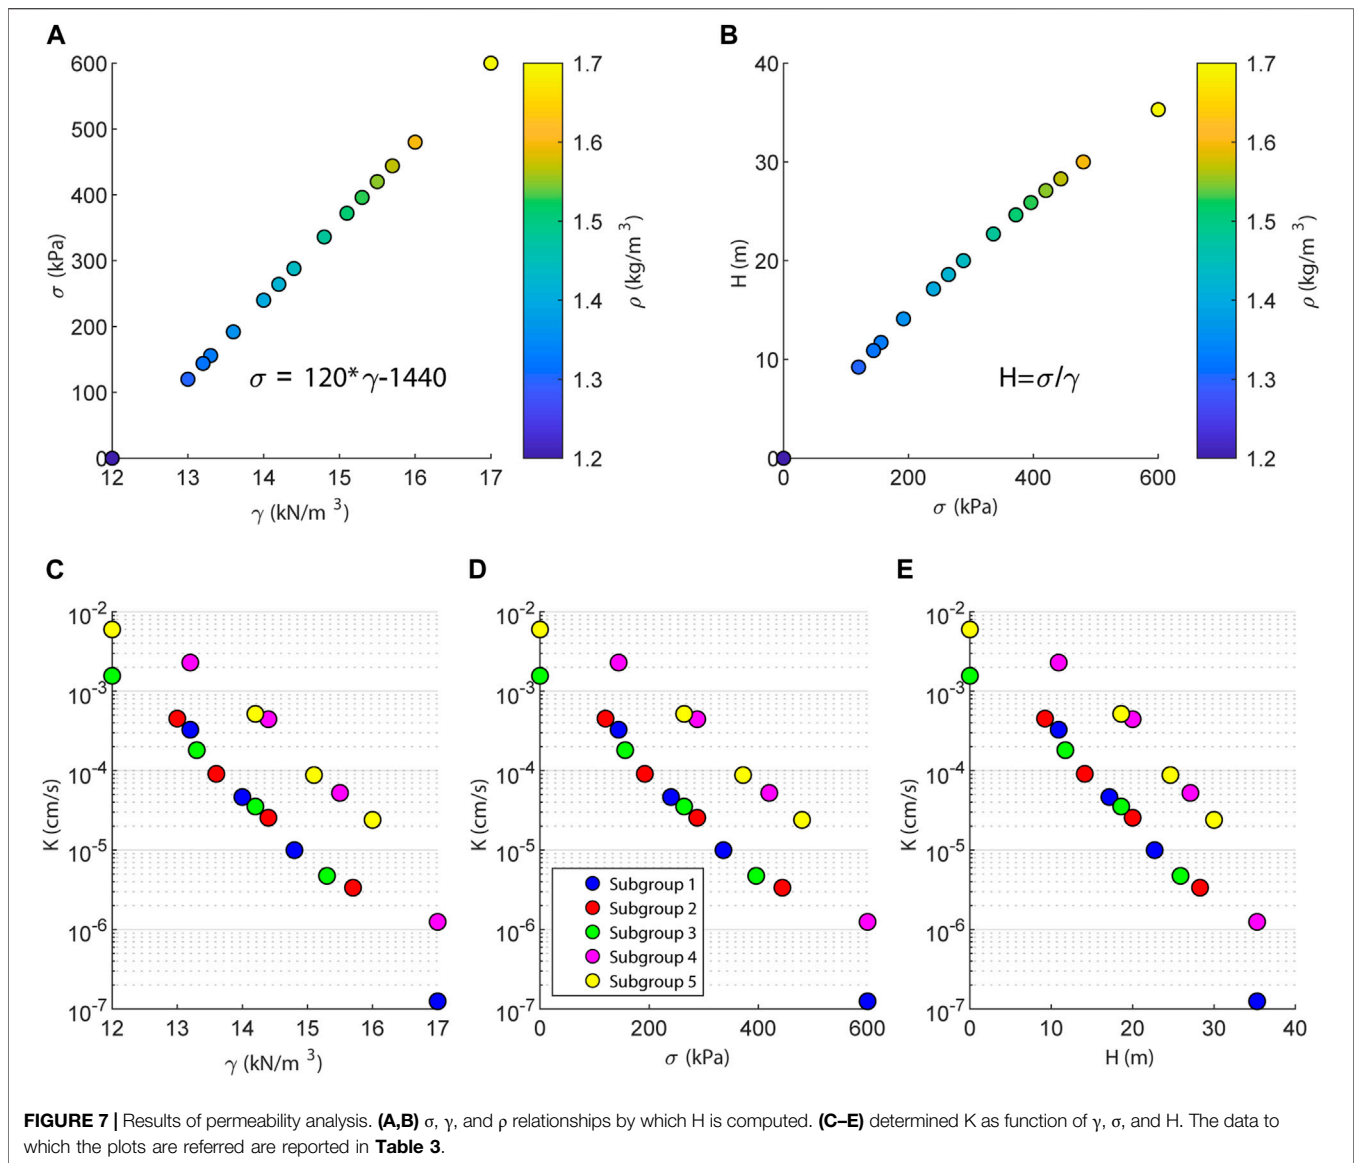 A
B
600
500
400
300
200
100
0
σ (kPa)
12 13 14 15 16 17
γ (kN/m 3)
σ = 120*γ-1440
1.7
1.6
1.5
1.4
1.3
1.2
ρ (kg/m 3)
40
30
20
10
0
H (m)
0 200 400 600
σ (kPa)
H=σ/γ
1.7
1.6
1.5
1.4
1.3
1.2
ρ (kg/m 3)
C
D
E
10-2
10-3
10-4
10-5
10-6
10-7
K (cm/s)
12 13 14 15 16 17
γ (kN/m 3)
10-2
10-3
10-4
10-5
10-6
10-7
K (cm/s)
Subgroup 1
Subgroup 2
Subgroup 3
Subgroup 4
Subgroup 5
0 200 400 600
σ (kPa)
10-2
10-3
10-4
10-5
10-6
10-7
K (cm/s)
0 10 20 30 40
H (m)
FIGURE 7 | Results of permeability analysis. (A,B) σ, γ, and ρ relationships by which H is computed. (C–E) determined K as function of γ, σ, and H. The data to
which the plots are referred are reported in Table 3.